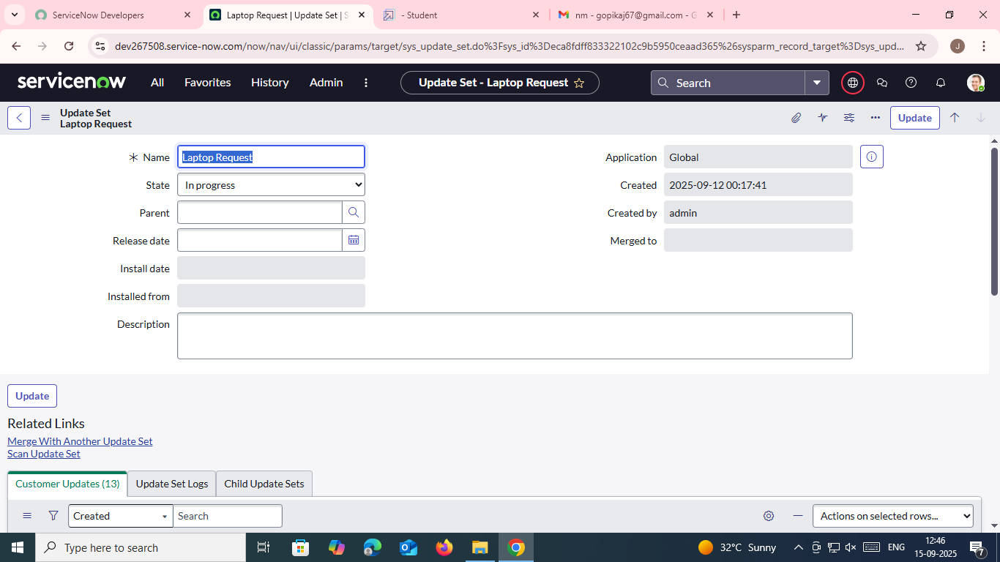 ServiceNow Developers
Laptop Request | Update Set | S
- Student
nm - gopikaj67@gmail.com - G
dev267508.service-now.com/now/nav/ui/classic/params/target/sys_update_set.do%3Fsys_id%3Deca8fdff833322102c9b5950ceaad365%26sysparm_record_target%3Dsys_upd...
J
servicenow
All
Favorites
History
Admin
Update Set - Laptop Request
Search
Update Set
Laptop Request
Update
Name
Laptop Request
Application
Global
State
In progress
Created
2025-09-12 00:17:41
Parent
Created by
admin
Release date
Merged to
Install date
Installed from
Description
Update
Related Links
Merge With Another Update Set
Scan Update Set
Customer Updates (13)
Update Set Logs
Child Update Sets
Created
Search
Actions on selected rows...
Type here to search
32°C Sunny
ENG
12:46
15-09-2025
7